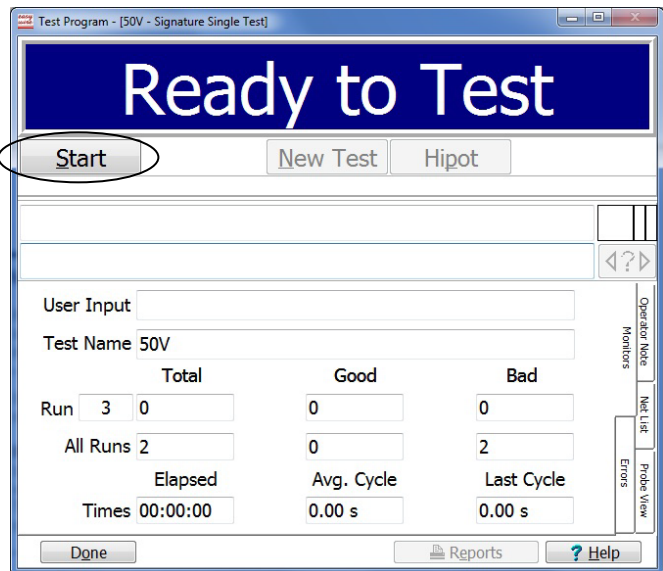 easy wire Test Program - [50V - Signature Single Test]
Ready to Test
Start New Test Hipot
?
User Input
Test Name 50V
Total Good Bad
Run 3 0 0 0
All Runs 2 0 2
Elapsed Avg. Cycle Last Cycle
Times 00:00:00 0.00 s 0.00 s
Operator Note
Monitors
Net List
Errors
Probe View
Done Reports ? Help